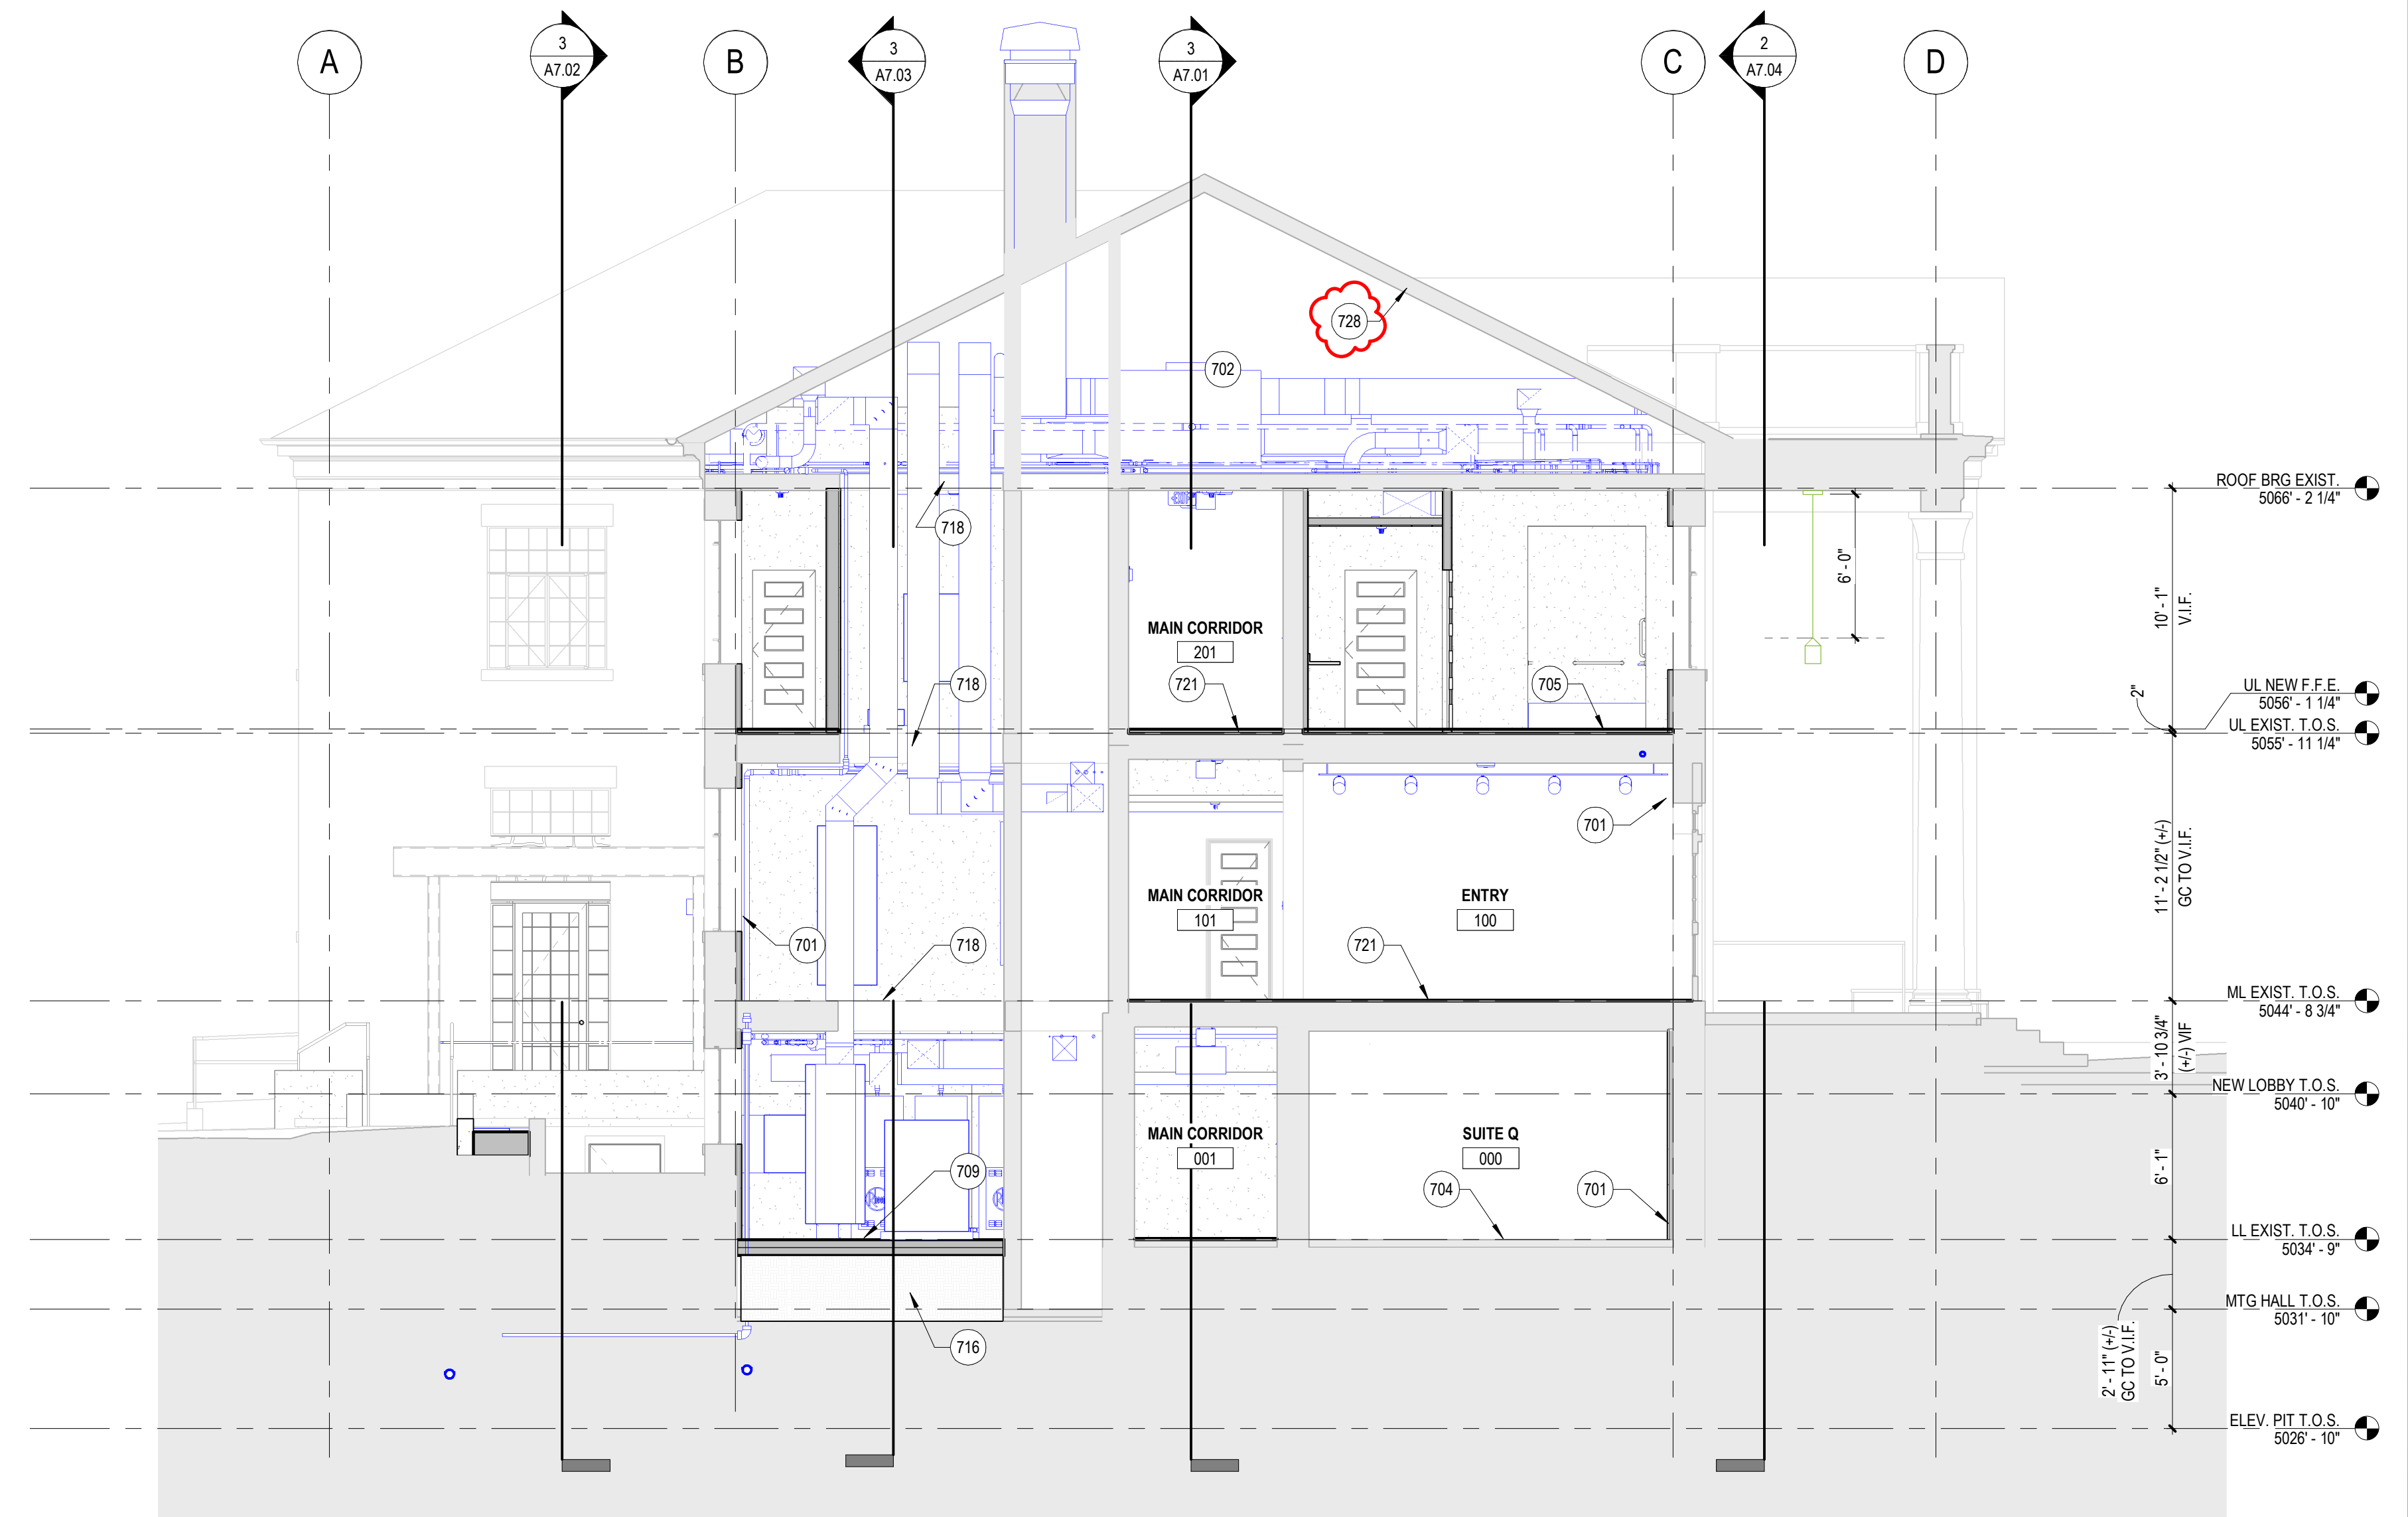 A
3
A7.02
B
3
A7.03
3
A7.01
C
2
A7.04
D
728
702
ROOF BRG EXIST.
5066' - 2 1/4"
718
6' - 0"
10' - 1"
V.I.F.
MAIN CORRIDOR
201
718
721
705
2"
UL NEW F.F.E.
5056' - 1 1/4"
UL EXIST. T.O.S.
5055' - 11 1/4"
701
11' - 2 1/2" (+/-)
GC TO V.I.F.
MAIN CORRIDOR
101
ENTRY
100
701
718
721
ML EXIST. T.O.S.
5044' - 8 3/4"
3' - 10 3/4"
(+/-) VIF
NEW LOBBY T.O.S.
5040' - 10"
MAIN CORRIDOR
001
SUITE Q
000
6' - 1"
709
704
701
LL EXIST. T.O.S.
5034' - 9"
MTG HALL T.O.S.
5031' - 10"
716
2' - 11" (+/-)
GC TO V.I.F.
5' - 0"
ELEV. PIT T.O.S.
5026' - 10"